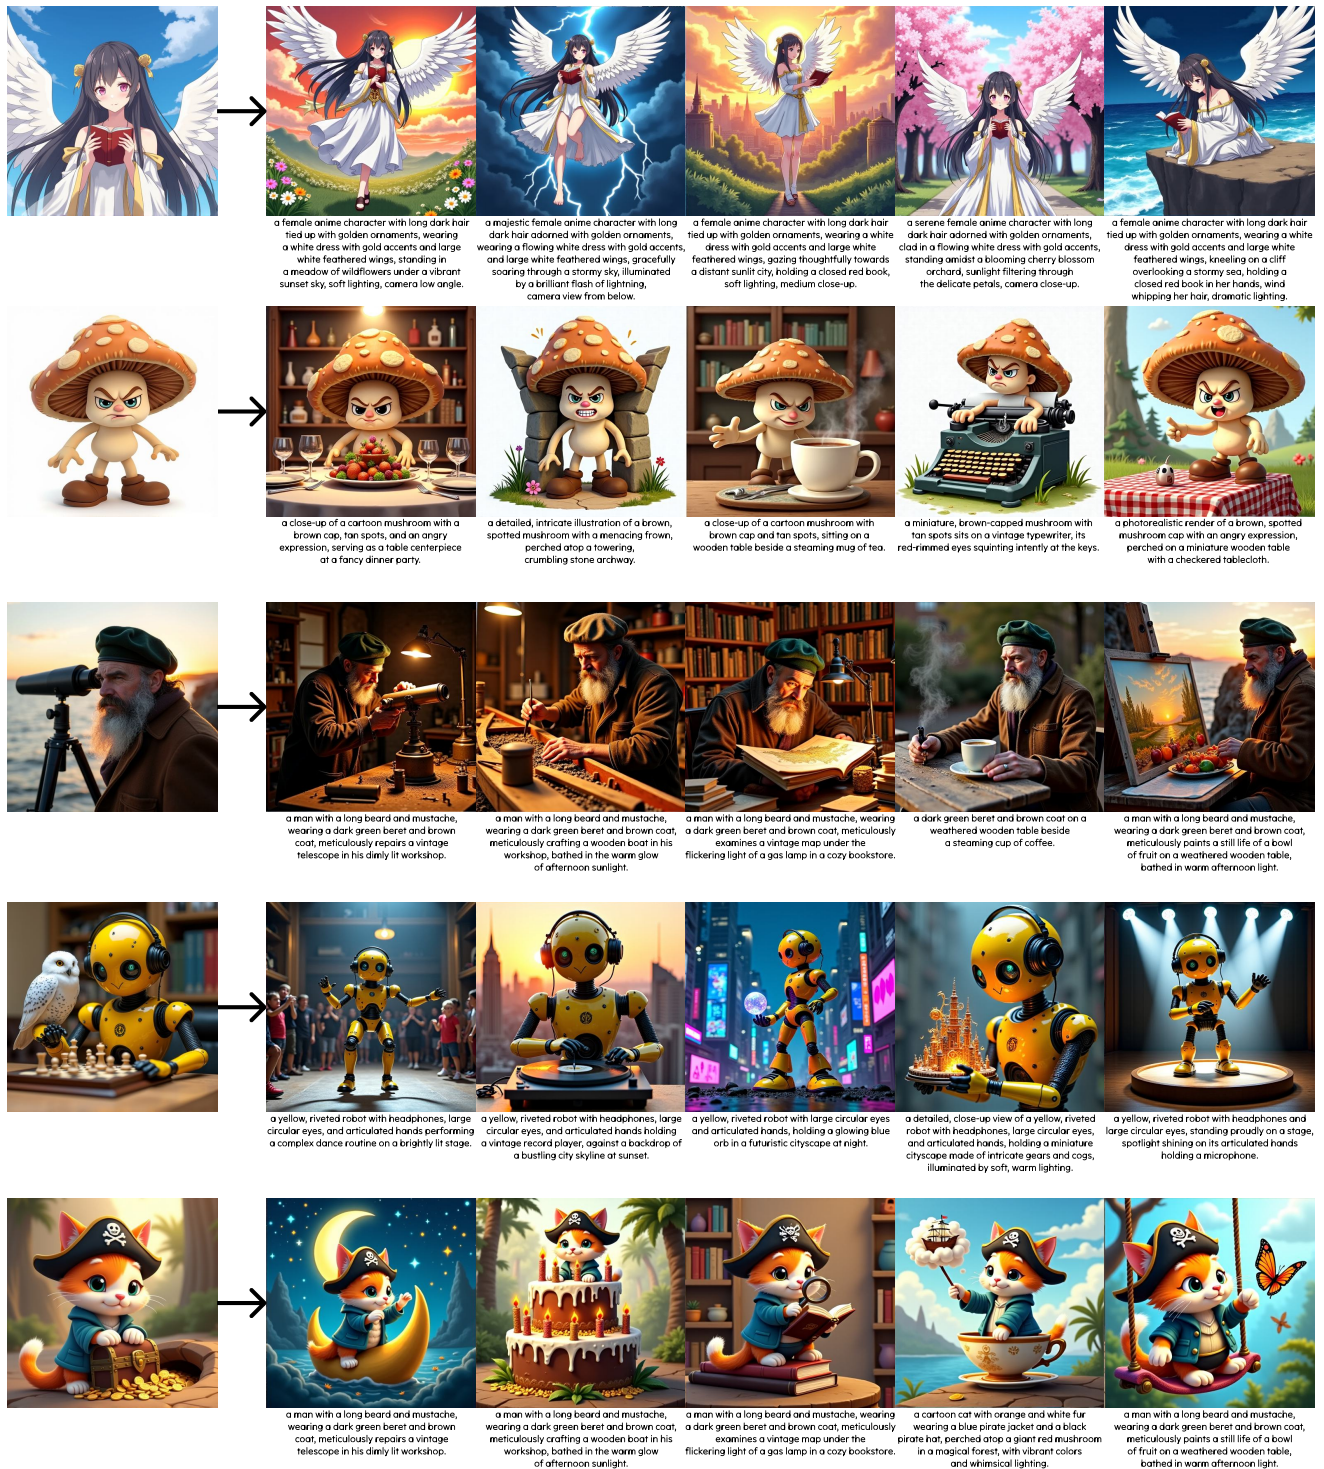 a female anime character with long dark hair
tied up with golden ornaments, wearing
a white dress with gold accents and large
white feathered wings, standing in
a meadow of wildflowers under a vibrant
sunset sky, soft lighting, camera low angle.
a majestic female anime character with long
dark hair adorned with golden ornaments,
wearing a flowing white dress with gold accents,
and large white feathered wings, gracefully
soaring through a stormy sky, illuminated
by a brilliant flash of lightning,
camera view from below.
a female anime character with long dark hair
tied up with golden ornaments, wearing a white
dress with gold accents and large white
feathered wings, gazing thoughtfully towards
a distant sunlit city, holding a closed red book,
soft lighting, medium close-up.
a serene female anime character with long
dark hair adorned with golden ornaments,
clad in a flowing white dress with gold accents,
standing amidst a blooming cherry blossom
orchard, sunlight filtering through
the delicate petals, camera close-up.
a female anime character with long dark hair
tied up with golden ornaments, wearing a white
dress with gold accents and large white
feathered wings, kneeling on a cliff
overlooking a stormy sea, holding a
closed red book in her hands, wind
whipping her hair, dramatic lighting.
a close-up of a cartoon mushroom with a
brown cap, tan spots, and an angry
expression, serving as a table centerpiece
at a fancy dinner party.
a detailed, intricate illustration of a brown,
spotted mushroom with a menacing frown,
perched atop a towering,
crumbling stone archway.
a close-up of a cartoon mushroom with
brown cap and tan spots, sitting on a
wooden table beside a steaming mug of tea.
a miniature, brown-capped mushroom with
tan spots sits on a vintage typewriter, its
red-rimmed eyes squinting intently at the keys.
a photorealistic render of a brown, spotted
mushroom cap with an angry expression,
perched on a miniature wooden table
with a checkered tablecloth.
a man with a long beard and mustache,
wearing a dark green beret and brown
coat, meticulously repairs a vintage
telescope in his dimly lit workshop.
a man with a long beard and mustache,
wearing a dark green beret and brown coat,
meticulously crafting a wooden boat in his
workshop, bathed in the warm glow
of afternoon sunlight.
a man with a long beard and mustache, wearing
a dark green beret and brown coat, meticulously
examines a vintage map under the
flickering light of a gas lamp in a cozy bookstore.
a dark green beret and brown coat on a
weathered wooden table beside
a steaming cup of coffee.
a man with a long beard and mustache,
wearing a dark green beret and brown coat,
meticulously paints a still life of a bowl
of fruit on a weathered wooden table,
bathed in warm afternoon light.
a yellow, riveted robot with headphones, large
circular eyes, and articulated hands performing
a complex dance routine on a brightly lit stage.
a yellow, riveted robot with headphones, large
circular eyes, and articulated hands holding
a vintage record player, against a backdrop of
a bustling city skyline at sunset.
a yellow, riveted robot with large circular eyes
and articulated hands, holding a glowing blue
orb in a futuristic cityscape at night.
a detailed, close-up view of a yellow, riveted
robot with headphones, large circular eyes,
and articulated hands, holding a miniature
cityscape made of intricate gears and cogs,
illuminated by soft, warm lighting.
a yellow, riveted robot with headphones and
large circular eyes, standing proudly on a stage,
spotlight shining on its articulated hands
holding a microphone.
a man with a long beard and mustache,
wearing a dark green beret and brown
coat, meticulously repairs a vintage
telescope in his dimly lit workshop.
a man with a long beard and mustache,
wearing a dark green beret and brown coat,
meticulously crafting a wooden boat in his
workshop, bathed in the warm glow
of afternoon sunlight.
a man with a long beard and mustache, wearing
a dark green beret and brown coat, meticulously
examines a vintage map under the
flickering light of a gas lamp in a cozy bookstore.
a cartoon cat with orange and white fur
wearing a blue pirate jacket and a black
pirate hat, perched atop a giant red mushroom
in a magical forest, with vibrant colors
and whimsical lighting.
a man with a long beard and mustache,
wearing a dark green beret and brown coat,
meticulously paints a still life of a bowl
of fruit on a weathered wooden table,
bathed in warm afternoon light.